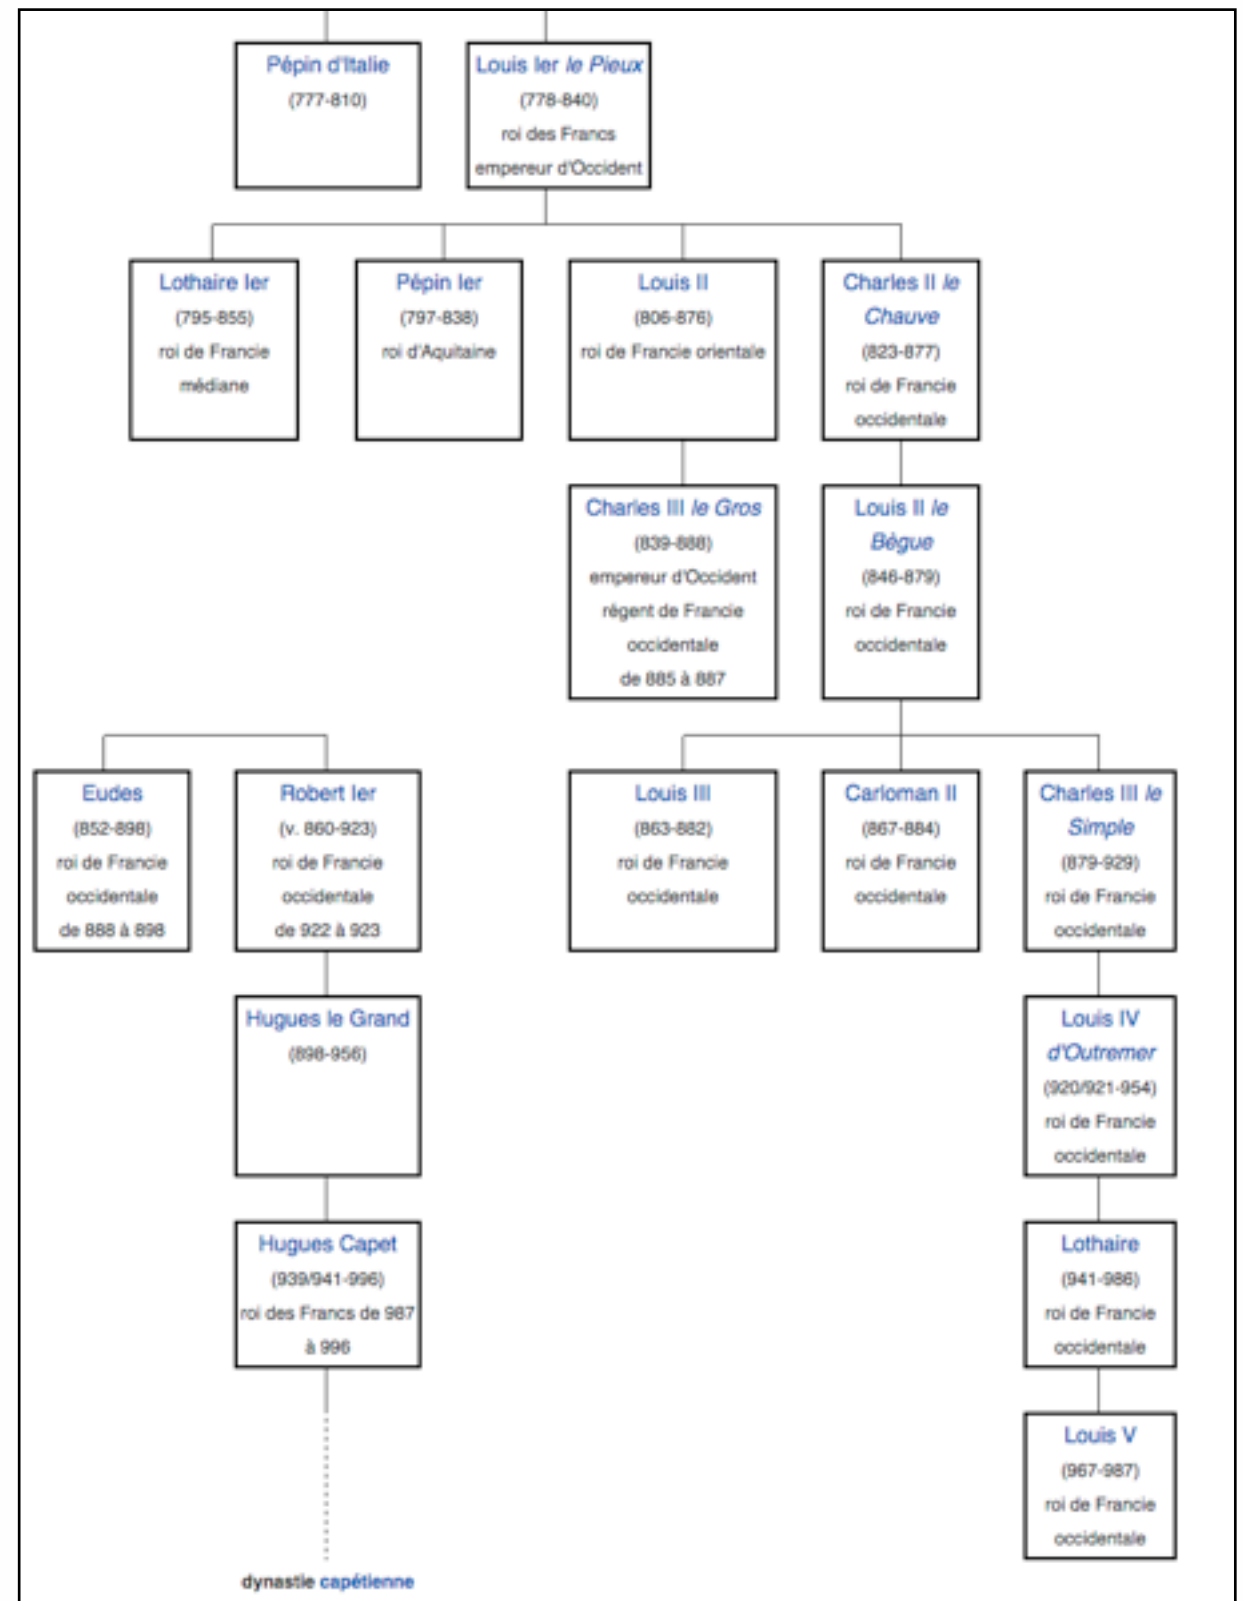 Pépin d'Italie
(777-810)
Louis Ier le Pieux
(778-840)
roi des Francs
empereur d'Occident
Lothaire Ier
(795-855)
roi de Francie
médiane
Pépin Ier
(797-838)
roi d'Aquitaine
Louis II
(806-876)
roi de Francie orientale
Charles II le
Chauve
(823-877)
roi de Francie
occidentale
Charles III le Gros
(839-888)
empereur d'Occident
régent de Francie
occidentale
de 885 à 887
Louis II le
Bègue
(846-879)
roi de Francie
occidentale
Eudes
(852-898)
roi de Francie
occidentale
de 888 à 898
Robert Ier
(v. 860-923)
roi de Francie
occidentale
de 922 à 923
Louis III
(863-882)
roi de Francie
occidentale
Carloman II
(867-884)
roi de Francie
occidentale
Charles III le
Simple
(879-929)
roi de Francie
occidentale
Hugues le Grand
(898-956)
Louis IV
d'Outremer
(920/921-954)
roi de Francie
occidentale
Hugues Capet
(939/941-996)
roi des Francs de 987
à 996
Lothaire
(941-986)
roi de Francie
occidentale
Louis V
(967-987)
roi de Francie
occidentale
dynastie capétienne